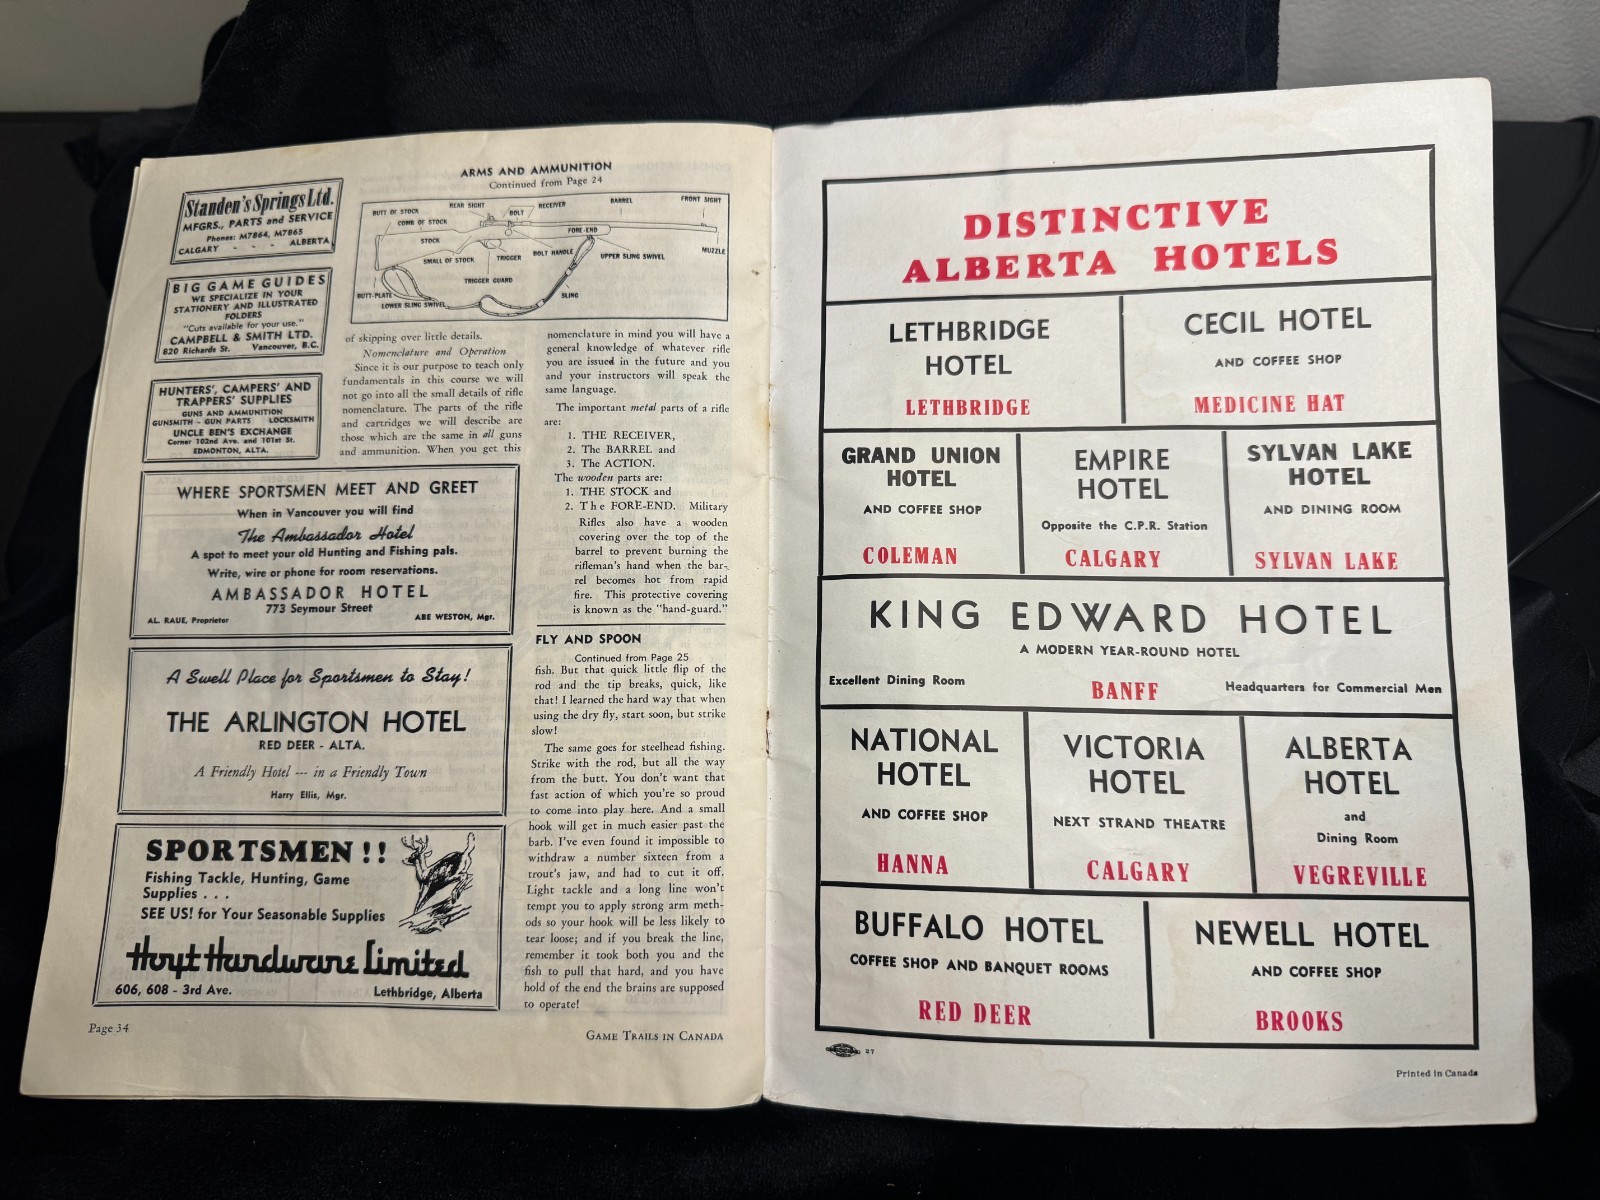 Standen's Springs Ltd.
MFGRS., PARTS and SERVICE
Phones: M7864, M7865
CALGARY - - - ALBERTA
BIG GAME GUIDES
WE SPECIALIZE IN YOUR
STATIONERY AND ILLUSTRATED
FOLDERS
"Cuts available for your use."
CAMPBELL & SMITH LTD.
820 Richards St. Vancouver, B.C.
HUNTERS', CAMPERS' AND
TRAPPERS' SUPPLIES
GUNS AND AMMUNITION
GUNSMITH - GUN PARTS LOCKSMITH
UNCLE BEN'S EXCHANGE
Corner 102nd Ave. and 101st St.
EDMONTON, ALTA.
ARMS AND AMMUNITION
Continued from Page 24
BUTT OF STOCK
REAR SIGHT
BOLT
RECEIVER
BARREL
FRONT SIGHT
COMB OF STOCK
FORE-END
STOCK
SMALL OF STOCK
TRIGGER
BOLT HANDLE
UPPER SLING SWIVEL
MUZZLE
TRIGGER GUARD
BUTT-PLATE
LOWER SLING SWIVEL
SLING
of skipping over little details.
Nomenclature and Operation
Since it is our purpose to teach only
fundamentals in this course we will
not go into all the small details of rifle
nomenclature. The parts of the rifle
and cartridges we will describe are
those which are the same in all guns
and ammunition. When you get this
nomenclature in mind you will have a
general knowledge of whatever rifle
you are issued in the future and you
and your instructors will speak the
same language.
The important metal parts of a rifle
are:
1. THE RECEIVER,
2. The BARREL and
3. The ACTION.
The wooden parts are:
1. THE STOCK and
2. The FORE-END. Military
Rifles also have a wooden
covering over the top of the
barrel to prevent burning the
rifleman's hand when the bar-
rel becomes hot from rapid
fire. This protective covering
is known as the "hand-guard."
WHERE SPORTSMEN MEET AND GREET
When in Vancouver you will find
The Ambassador Hotel
A spot to meet your old Hunting and Fishing pals.
Write, wire or phone for room reservations.
AMBASSADOR HOTEL
773 Seymour Street
AL. RAUE, Proprietor ABE WESTON, Mgr.
A Swell Place for Sportsmen to Stay!
THE ARLINGTON HOTEL
RED DEER - ALTA.
A Friendly Hotel --- in a Friendly Town
Harry Ellis, Mgr.
SPORTSMEN !!
Fishing Tackle, Hunting, Game
Supplies . . .
SEE US! for Your Seasonable Supplies
Hoyt Hardware Limited
606, 608 - 3rd Ave. Lethbridge, Alberta
FLY AND SPOON
Continued from Page 25
fish. But that quick little flip of the
rod and the tip breaks, quick, like
that! I learned the hard way that when
using the dry fly, start soon, but strike
slow!
The same goes for steelhead fishing.
Strike with the rod, but all the way
from the butt. You don't want that
fast action of which you're so proud
to come into play here. And a small
hook will get in much easier past the
barb. I've even found it impossible to
withdraw a number sixteen from a
trout's jaw, and had to cut it off.
Light tackle and a long line won't
tempt you to apply strong arm meth-
ods so your hook will be less likely to
tear loose; and if you break the line,
remember it took both you and the
fish to pull that hard, and you have
hold of the end the brains are supposed
to operate!
Page 34
GAME TRAILS IN CANADA
DISTINCTIVE
ALBERTA HOTELS
LETHBRIDGE
HOTEL
LETHBRIDGE
CECIL HOTEL
AND COFFEE SHOP
MEDICINE HAT
GRAND UNION
HOTEL
AND COFFEE SHOP
COLEMAN
EMPIRE
HOTEL
Opposite the C.P.R. Station
CALGARY
SYLVAN LAKE
HOTEL
AND DINING ROOM
SYLVAN LAKE
KING EDWARD HOTEL
A MODERN YEAR-ROUND HOTEL
Excellent Dining Room
BANFF
Headquarters for Commercial Men
NATIONAL
HOTEL
AND COFFEE SHOP
HANNA
VICTORIA
HOTEL
NEXT STRAND THEATRE
CALGARY
ALBERTA
HOTEL
and
Dining Room
VEGREVILLE
BUFFALO HOTEL
COFFEE SHOP AND BANQUET ROOMS
RED DEER
NEWELL HOTEL
AND COFFEE SHOP
BROOKS
27
Printed in Canada